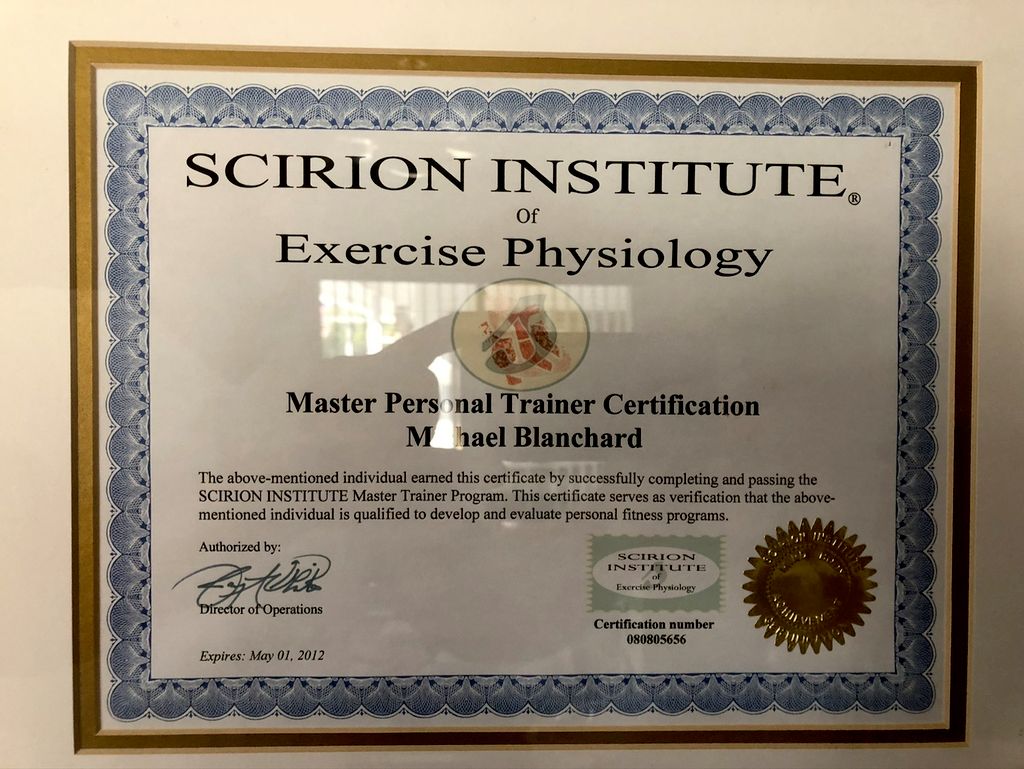 SCIRION INSTITUTE®
Of
Exercise Physiology
Master Personal Trainer Certification
Michael Blanchard
The above-mentioned individual earned this certificate by successfully completing and passing the
SCIRION INSTITUTE Master Trainer Program. This certificate serves as verification that the above-
mentioned individual is qualified to develop and evaluate personal fitness programs.
Authorized by:
Director of Operations
Expires: May 01, 2012
SCIRION
INSTITUTE
of
Exercise Physiology
Certification number
080805656